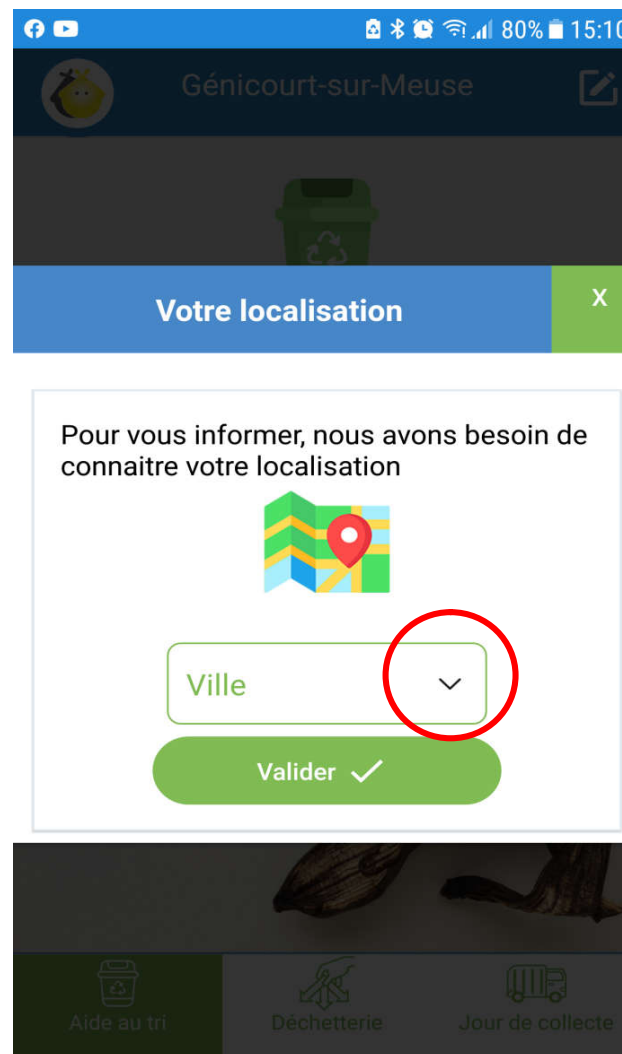 80% 15:10
Génicourt-sur-Meuse
Votre localisation
X
Pour vous informer, nous avons besoin de
connaitre votre localisation
Ville
Valider
Aide au tri
Déchetterie
Jour de collecte